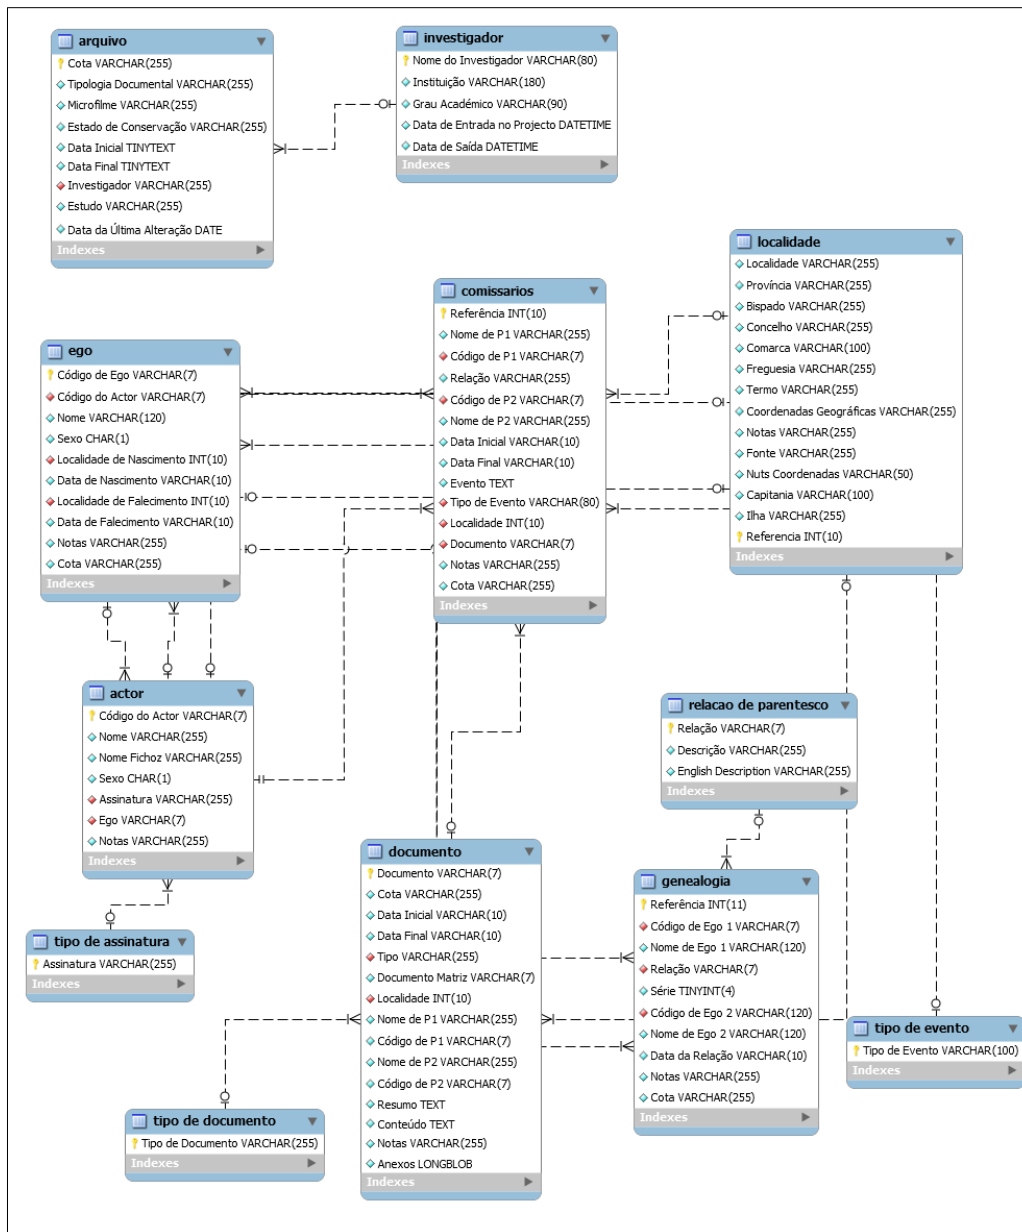 arquivo
Cota VARCHAR(255)
Tipologia Documental VARCHAR(255)
Microfilme VARCHAR(255)
Estado de Conservação VARCHAR(255)
Data Inicial TINYTEXT
Data Final TINYTEXT
Investigador VARCHAR(255)
Estudo VARCHAR(255)
Data da Última Alteração DATE
Indexes
investigador
Nome do Investigador VARCHAR(80)
Instituição VARCHAR(180)
Grau Académico VARCHAR(90)
Data de Entrada no Projecto DATETIME
Data de Saída DATETIME
Indexes
localidade
Localidade VARCHAR(255)
Província VARCHAR(255)
Bispado VARCHAR(255)
Concelho VARCHAR(255)
Comarca VARCHAR(100)
Freguesia VARCHAR(255)
Termo VARCHAR(255)
Coordenadas Geográficas VARCHAR(255)
Notas VARCHAR(255)
Fonte VARCHAR(255)
Nuts Coordenadas VARCHAR(50)
Capitania VARCHAR(100)
Ilha VARCHAR(255)
Referencia INT(10)
Indexes
comissarios
Referência INT(10)
Nome de P1 VARCHAR(255)
Código de P1 VARCHAR(7)
Relação VARCHAR(255)
Código de P2 VARCHAR(7)
Nome de P2 VARCHAR(255)
Data Inicial VARCHAR(10)
Data Final VARCHAR(10)
Evento TEXT
Tipo de Evento VARCHAR(80)
Localidade INT(10)
Documento VARCHAR(7)
Notas VARCHAR(255)
Cota VARCHAR(255)
Indexes
ego
Código de Ego VARCHAR(7)
Código do Actor VARCHAR(7)
Nome VARCHAR(120)
Sexo CHAR(1)
Localidade de Nascimento INT(10)
Data de Nascimento VARCHAR(10)
Localidade de Falecimento INT(10)
Data de Falecimento VARCHAR(10)
Notas VARCHAR(255)
Cota VARCHAR(255)
Indexes
actor
Código do Actor VARCHAR(7)
Nome VARCHAR(255)
Nome Fichoz VARCHAR(255)
Sexo CHAR(1)
Assinatura VARCHAR(255)
Ego VARCHAR(7)
Notas VARCHAR(255)
Indexes
relacao de parentesco
Relação VARCHAR(7)
Descrição VARCHAR(255)
English Description VARCHAR(255)
Indexes
documento
Documento VARCHAR(7)
Cota VARCHAR(255)
Data Inicial VARCHAR(10)
Data Final VARCHAR(10)
Tipo VARCHAR(255)
Documento Matriz VARCHAR(7)
Localidade INT(10)
Nome de P1 VARCHAR(255)
Código de P1 VARCHAR(7)
Nome de P2 VARCHAR(255)
Código de P2 VARCHAR(7)
Resumo TEXT
Conteúdo TEXT
Notas VARCHAR(255)
Anexos LONGBLOB
Indexes
genealogia
Referência INT(11)
Código de Ego 1 VARCHAR(7)
Nome de Ego 1 VARCHAR(120)
Relação VARCHAR(7)
Série TINYINT(4)
Código de Ego 2 VARCHAR(120)
Nome de Ego 2 VARCHAR(120)
Data da Relação VARCHAR(10)
Notas VARCHAR(255)
Cota VARCHAR(255)
Indexes
tipo de assinatura
Assinatura VARCHAR(255)
Indexes
tipo de evento
Tipo de Evento VARCHAR(100)
Indexes
tipo de documento
Tipo de Documento VARCHAR(255)
Indexes